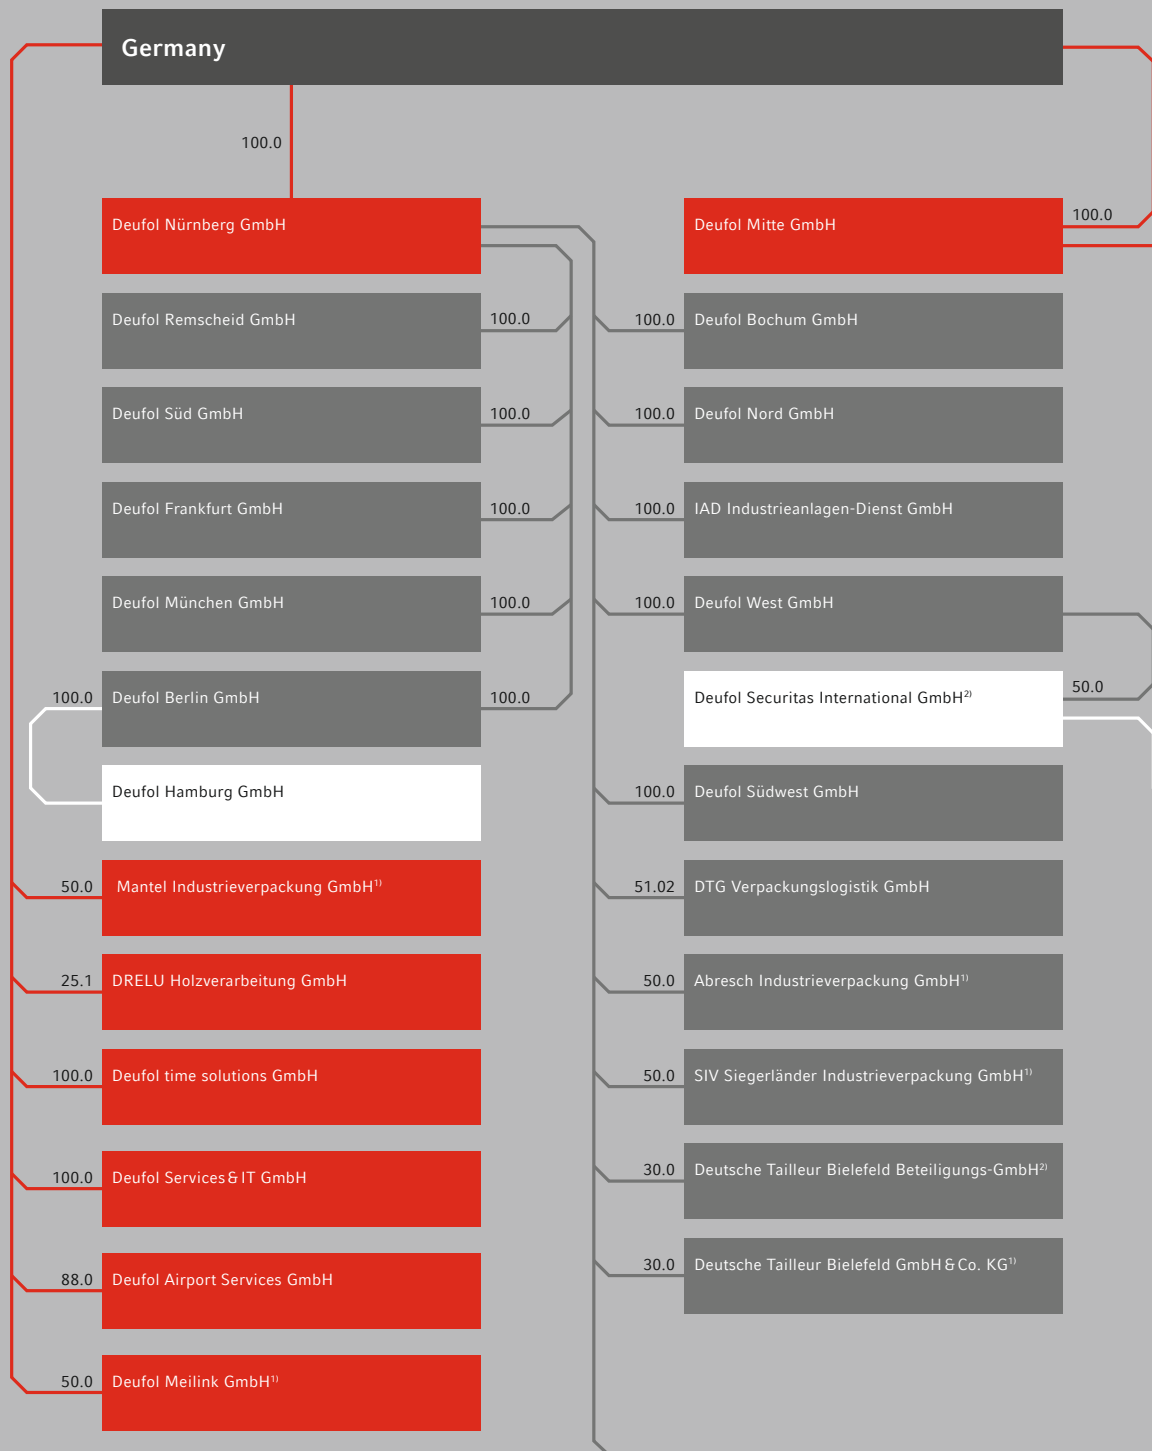 Germany
100.0
Deufol Nürnberg GmbH
Deufol Mitte GmbH
100.0
Deufol Remscheid GmbH
100.0
100.0
Deufol Bochum GmbH
Deufol Süd GmbH
100.0
100.0
Deufol Nord GmbH
Deufol Frankfurt GmbH
100.0
100.0
IAD Industrieanlagen-Dienst GmbH
Deufol München GmbH
100.0
100.0
Deufol West GmbH
100.0
Deufol Berlin GmbH
100.0
Deufol Securitas International GmbH²⁾
50.0
Deufol Hamburg GmbH
100.0
Deufol Südwest GmbH
50.0
Mantel Industrieverpackung GmbH¹⁾
51.02
DTG Verpackungslogistik GmbH
25.1
DRELU Holzverarbeitung GmbH
50.0
Abresch Industrieverpackung GmbH¹⁾
100.0
Deufol time solutions GmbH
50.0
SIV Siegerländer Industrieverpackung GmbH¹⁾
100.0
Deufol Services & IT GmbH
30.0
Deutsche Tailleur Bielefeld Beteiligungs-GmbH²⁾
88.0
Deufol Airport Services GmbH
30.0
Deutsche Tailleur Bielefeld GmbH & Co. KG¹⁾
50.0
Deufol Meilink GmbH¹⁾